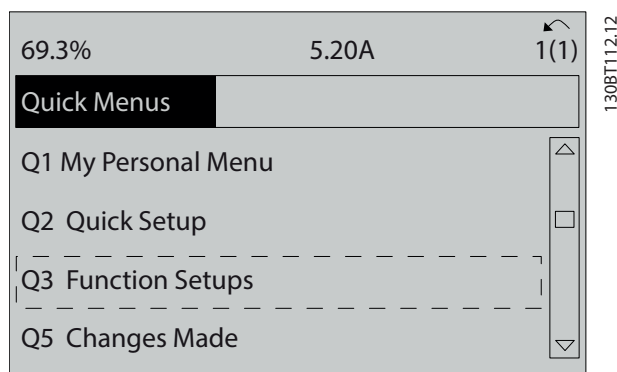 69.3% 5.20A 1(1)
Quick Menus
Q1 My Personal Menu
Q2 Quick Setup
Q3 Function Setups
Q5 Changes Made
130BT112.12